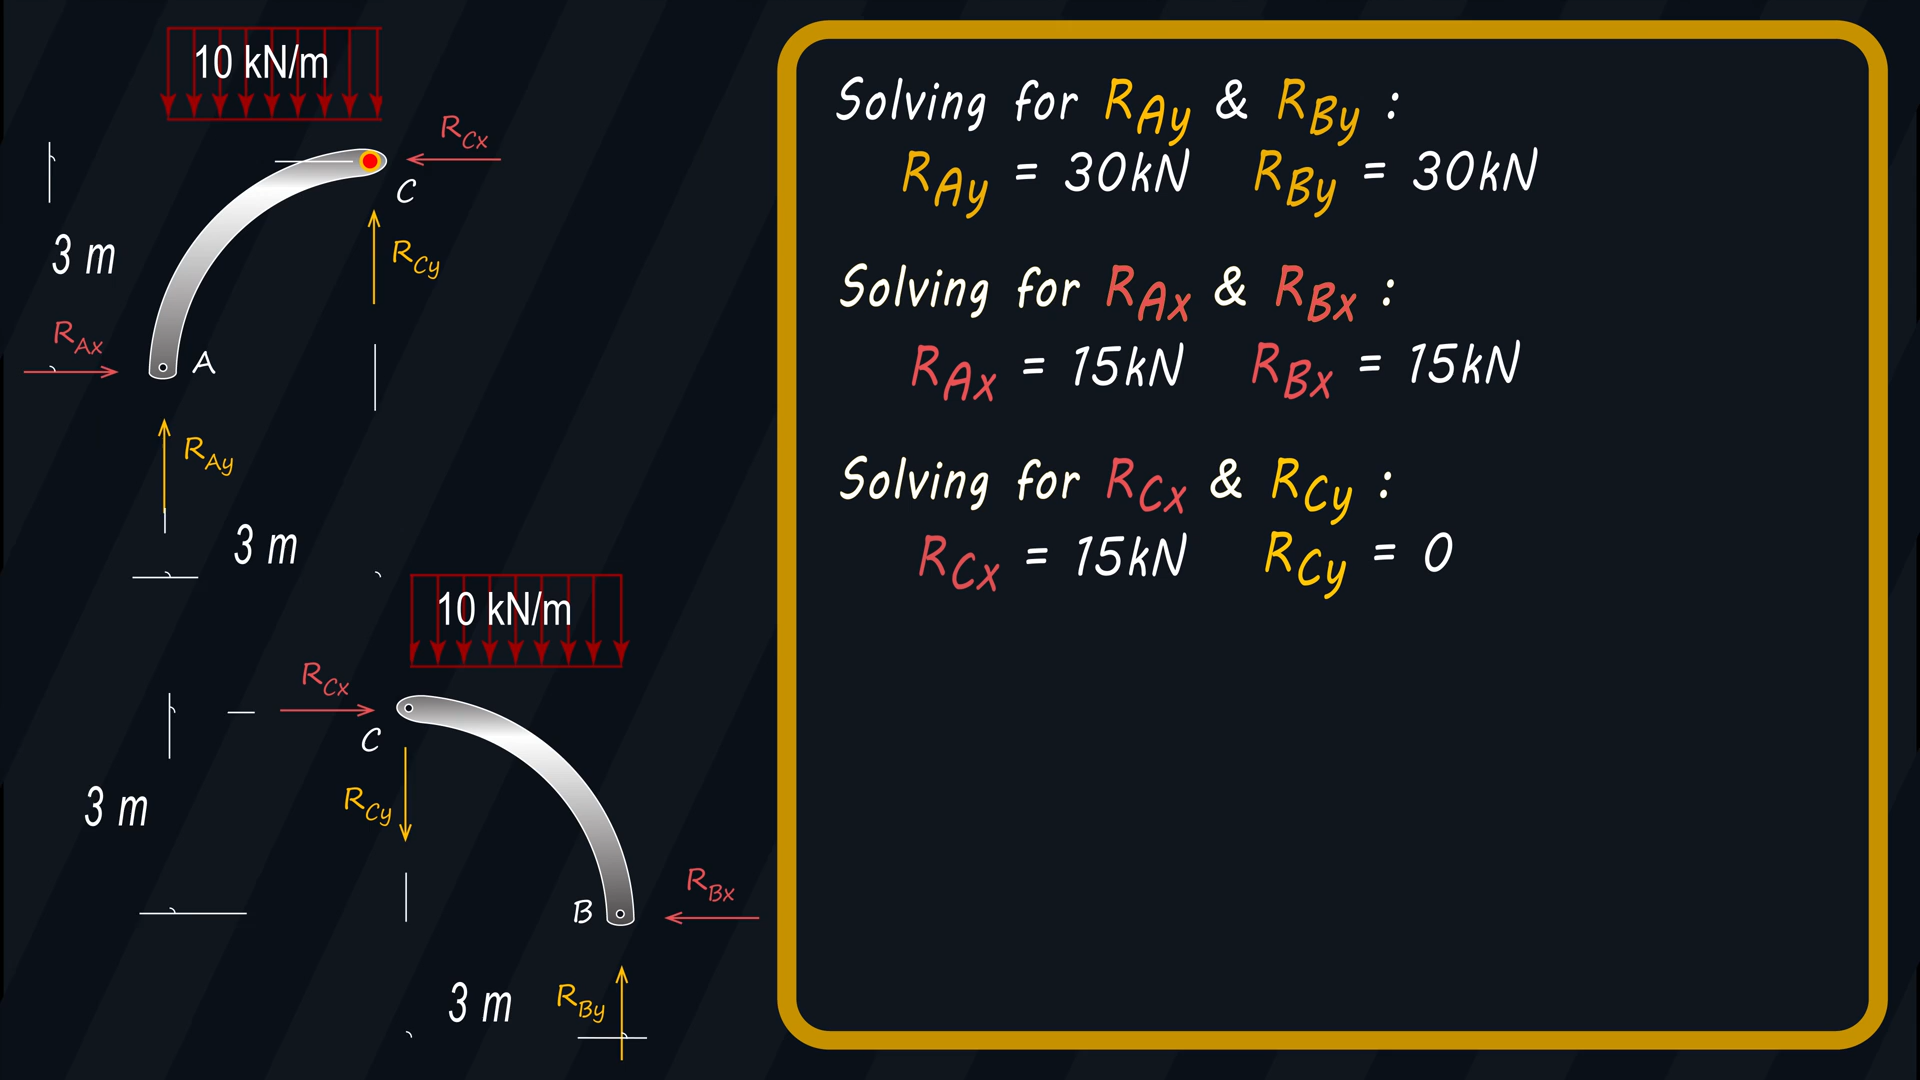 10 kN/m
R_Cx
C
3 m
R_Cy
R_Ax
A
R_Ay
3 m
10 kN/m
R_Cx
C
3 m
R_Cy
R_Bx
B
3 m
R_By
Solving for R_Ay & R_By :
R_Ay = 30kN R_By = 30kN
Solving for R_Ax & R_Bx :
R_Ax = 15kN R_Bx = 15kN
Solving for R_Cx & R_Cy :
R_Cx = 15kN R_Cy = 0